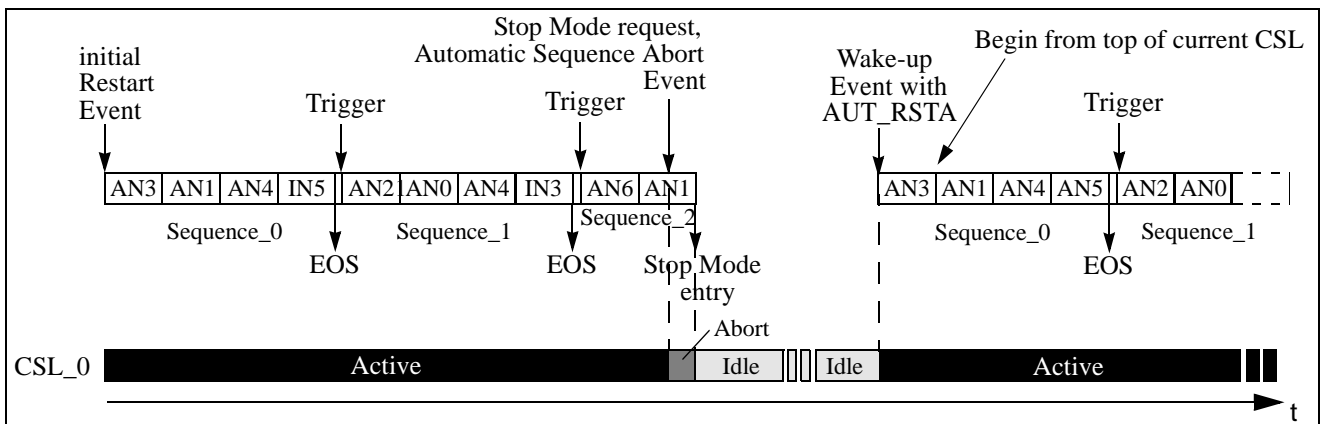 initial
Restart
Event
Trigger
Stop Mode request,
Automatic Sequence Abort
Event
Trigger
Wake-up
Event with
AUT_RSTA
Begin from top of current CSL
Trigger
AN3 AN1 AN4 IN5 AN21 AN0 AN4 IN3 AN6 AN1
AN3 AN1 AN4 AN5 AN2 AN0
Sequence_0
Sequence_1
Sequence_2
Sequence_0
Sequence_1
EOS
EOS
Stop Mode
entry
EOS
Abort
CSL_0
Active
Idle
Idle
Active
t